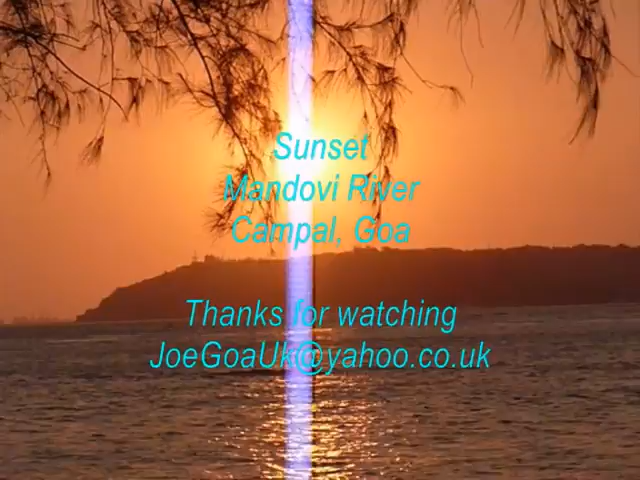 Sunset
Mandovi River
Campal, Goa
Thanks for watching
JoeGoaUk@yahoo.co.uk